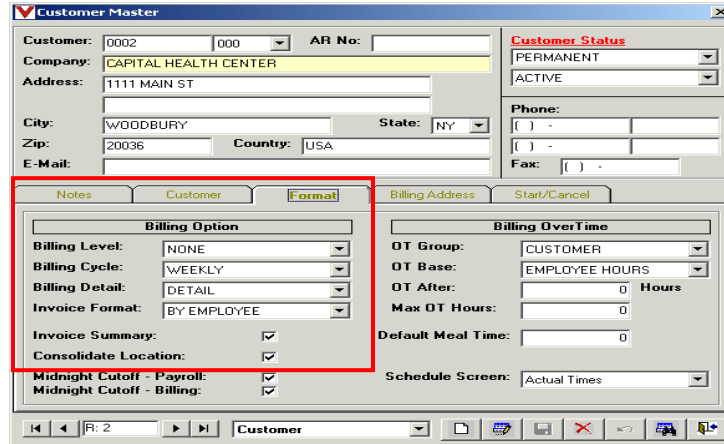 Customer Master
Customer: 0002 000 AR No:
Customer Status
Company: CAPITAL HEALTH CENTER
PERMANENT
Address: 1111 MAIN ST
ACTIVE
Phone:
City: WOODBURY State: NY
( ) -
Zip: 20036 Country: USA
( ) -
E-Mail:
Fax: ( ) -
Notes Customer Format Billing Address Start/Cancel
Billing Option Billing OverTime
Billing Level: NONE OT Group: CUSTOMER
Billing Cycle: WEEKLY OT Base: EMPLOYEE HOURS
Billing Detail: DETAIL OT After: 0 Hours
Invoice Format: BY EMPLOYEE Max OT Hours: 0
Invoice Summary: Default Meal Time: 0
Consolidate Location:
Midnight Cutoff - Payroll: Schedule Screen: Actual Times
Midnight Cutoff - Billing:
R: 2 Customer